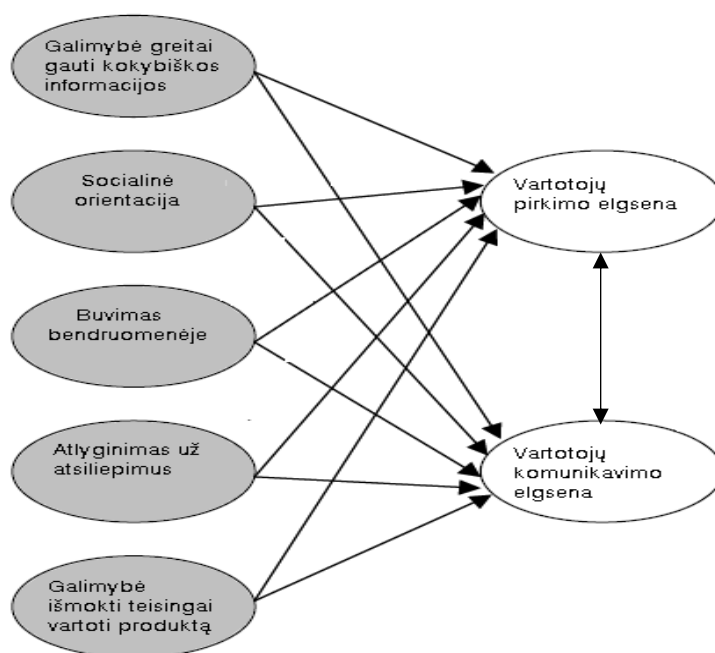 Galimybė greitai
gauti kokybiškos
informacijos
Socialinė
orientacija
Buvimas
bendruomenėje
Atlyginimas už
atsiliepimus
Galimybė
išmokti teisingai
vartoti produktą
Vartotojų
pirkimo elgsena
Vartotojų
komunikavimo
elgsena